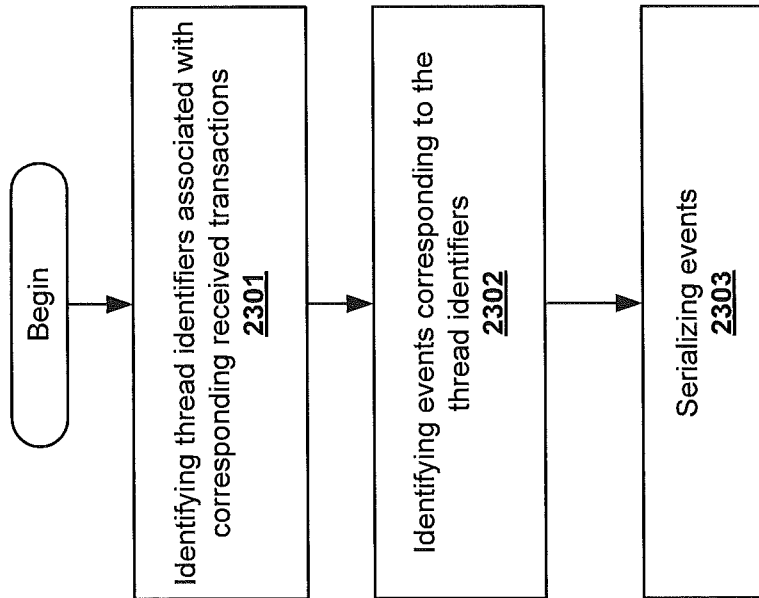 Begin
Identifying thread identifiers associated with
corresponding received transactions
2301
Identifying events corresponding to the
thread identifiers
2302
Serializing events
2303